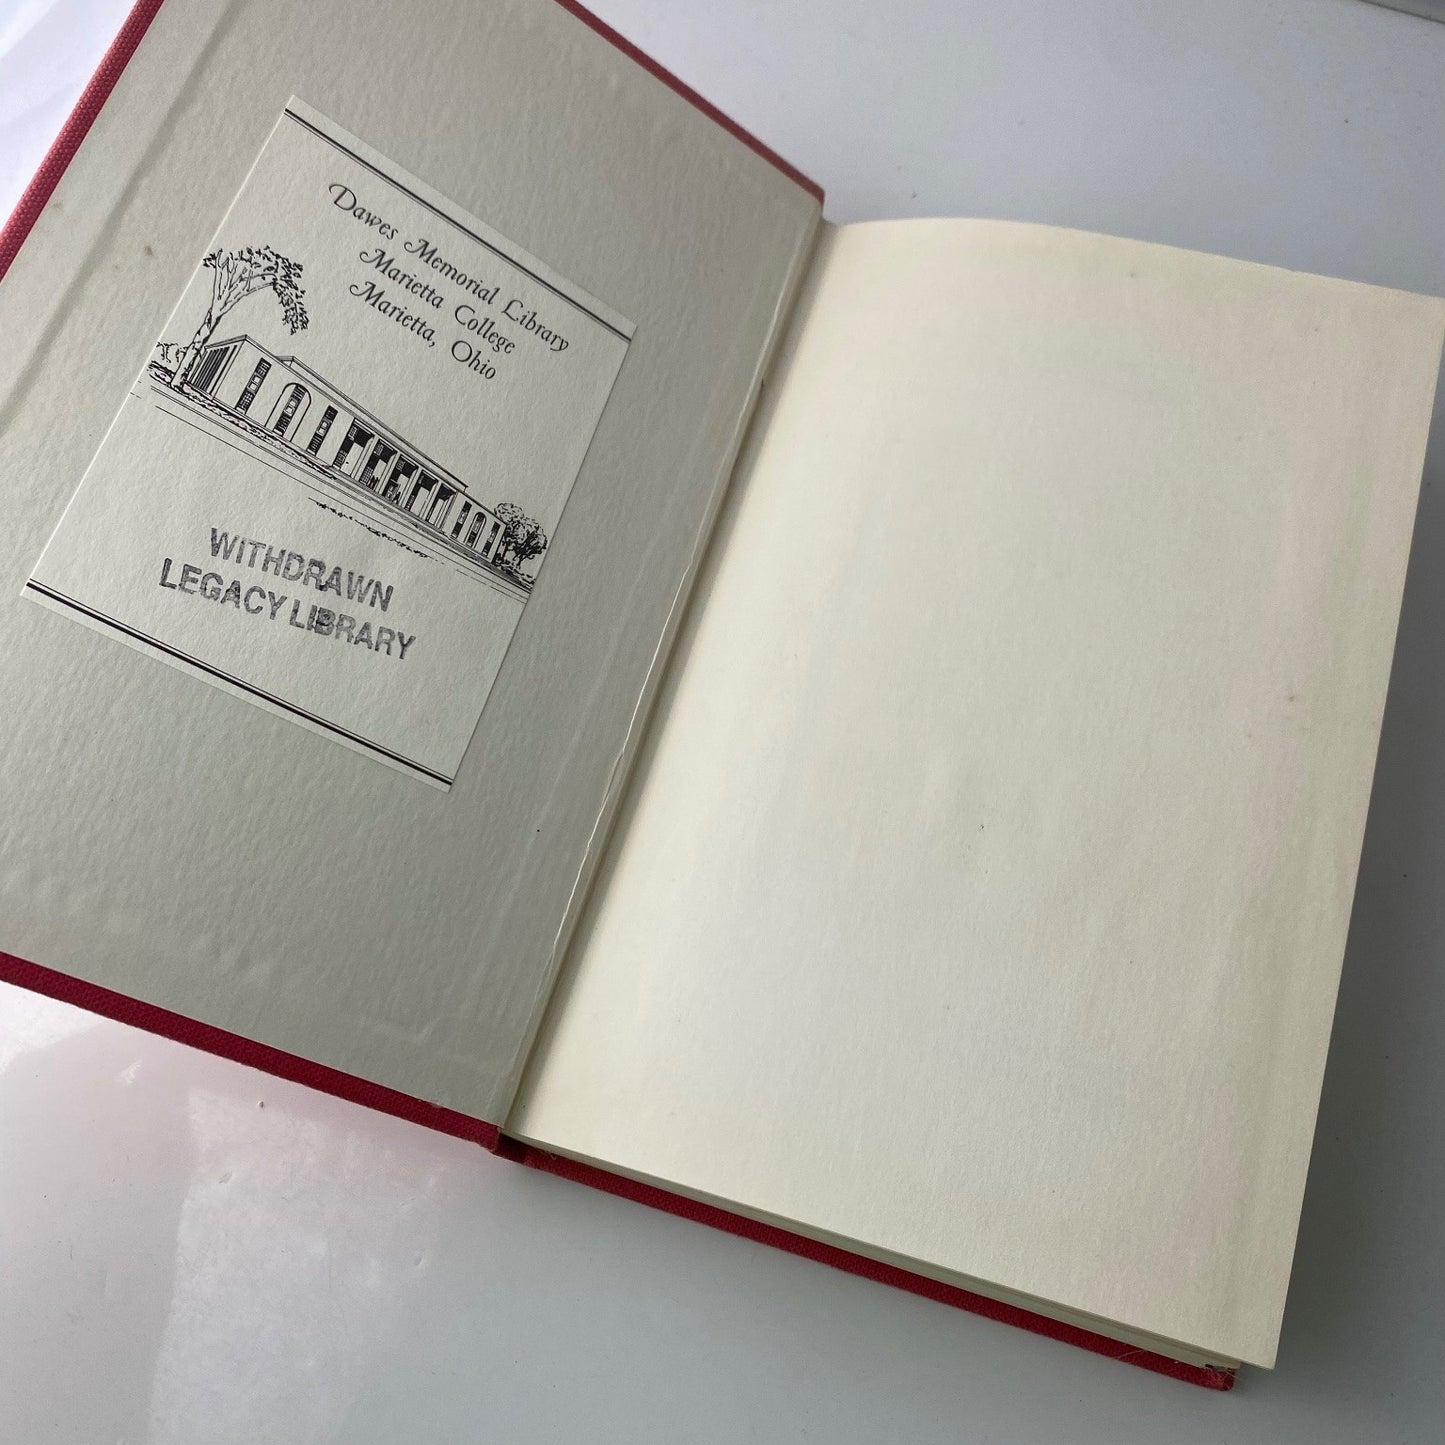 Dawes Memorial Library
Marietta College
Marietta, Ohio
WITHDRAWN
LEGACY LIBRARY